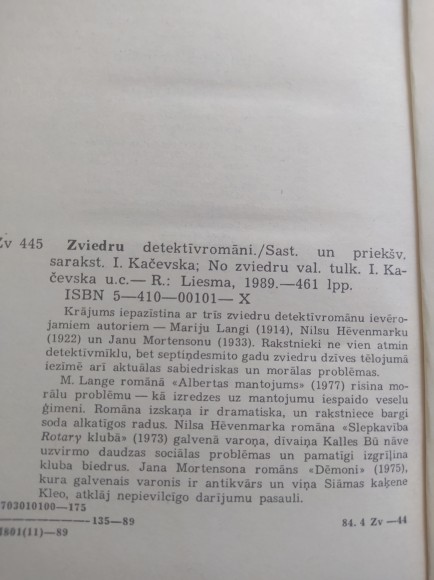 Zv 445 Zviedru detektīvromāni./Sast. un priekšv.
sarakst. I. Kačevska; No zviedru val. tulk. I. Ka-
čevska u.c.— R.: Liesma, 1989.—461 lpp.
ISBN 5—410—00101— X
Krājums iepazīstina ar trīs zviedru detektīvromānu ievēro-
jamiem autoriem — Mariju Langi (1914), Nilsu Hēvenmarku
(1922) un Janu Mortensonu (1933). Rakstnieki ne vien atmin
detektīvmīklu, bet septiņdesmito gadu zviedru dzīves tēlojumā
iezīmē arī aktuālas sabiedriskas un morālas problēmas.
M. Lange romānā «Albertas mantojums» (1977) risina mo-
rālu problēmu — kā izredzes uz mantojumu iespaido veselu
ģimeni. Romāna izskaņa ir dramatiska, un rakstniece bargi
soda alkatīgos radus. Nilsa Hēvenmarka romāna «Slepkavība
Rotary klubā» (1973) galvenā varoņa, dīvaiņa Kalles Bū nāve
uzvirmo daudzas sociālas problēmas un pamatīgi izgrīļina
kluba biedrus. Jana Mortensona romāns «Dēmoni» (1975),
kura galvenais varonis ir antikvārs un viņa Siāmas kaķene
Kleo, atklāj nepievilcīgo darījumu pasauli.
4703010100—175
—135—89 84. 4 Zv —44
M801(11)—89